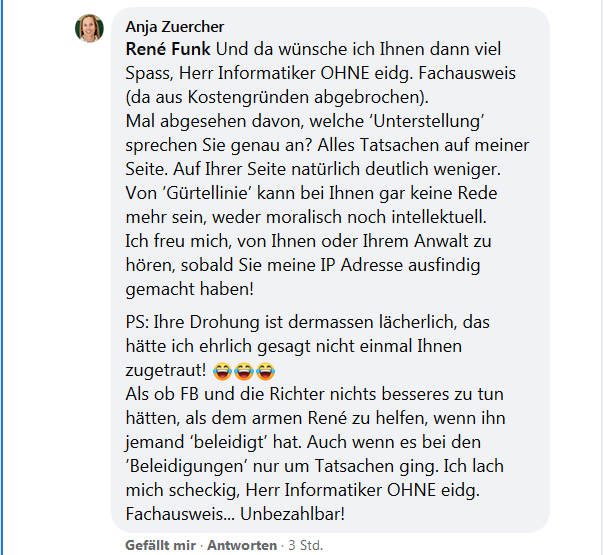 Anja Zuercher
René Funk Und da wünsche ich Ihnen dann viel
Spass, Herr Informatiker OHNE eidg. Fachausweis
(da aus Kostengründen abgebrochen).
Mal abgesehen davon, welche ‘Unterstellung’
sprechen Sie genau an? Alles Tatsachen auf meiner
Seite. Auf Ihrer Seite natürlich deutlich weniger.
Von ‘Gürtellinie’ kann bei Ihnen gar keine Rede
mehr sein, weder moralisch noch intellektuell.
Ich freu mich, von Ihnen oder Ihrem Anwalt zu
hören, sobald Sie meine IP Adresse ausfindig
gemacht haben!
PS: Ihre Drohung ist dermassen lächerlich, das
hätte ich ehrlich gesagt nicht einmal Ihnen
zugetraut! 😂😂😂
Als ob FB und die Richter nichts besseres zu tun
hätten, als dem armen René zu helfen, wenn ihn
jemand ‘beleidigt’ hat. Auch wenn es bei den
‘Beleidigungen’ nur um Tatsachen ging. Ich lach
mich scheckig, Herr Informatiker OHNE eidg.
Fachausweis... Unbezahlbar!
Gefällt mir · Antworten · 3 Std.